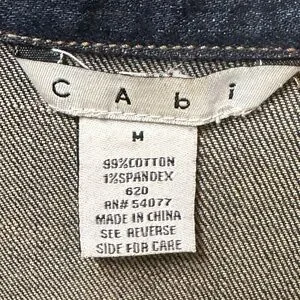 CAbi
M
99%COTTON
1%SPANDEX
620
RN# 54077
MADE IN CHINA
SEE REVERSE
SIDE FOR CARE